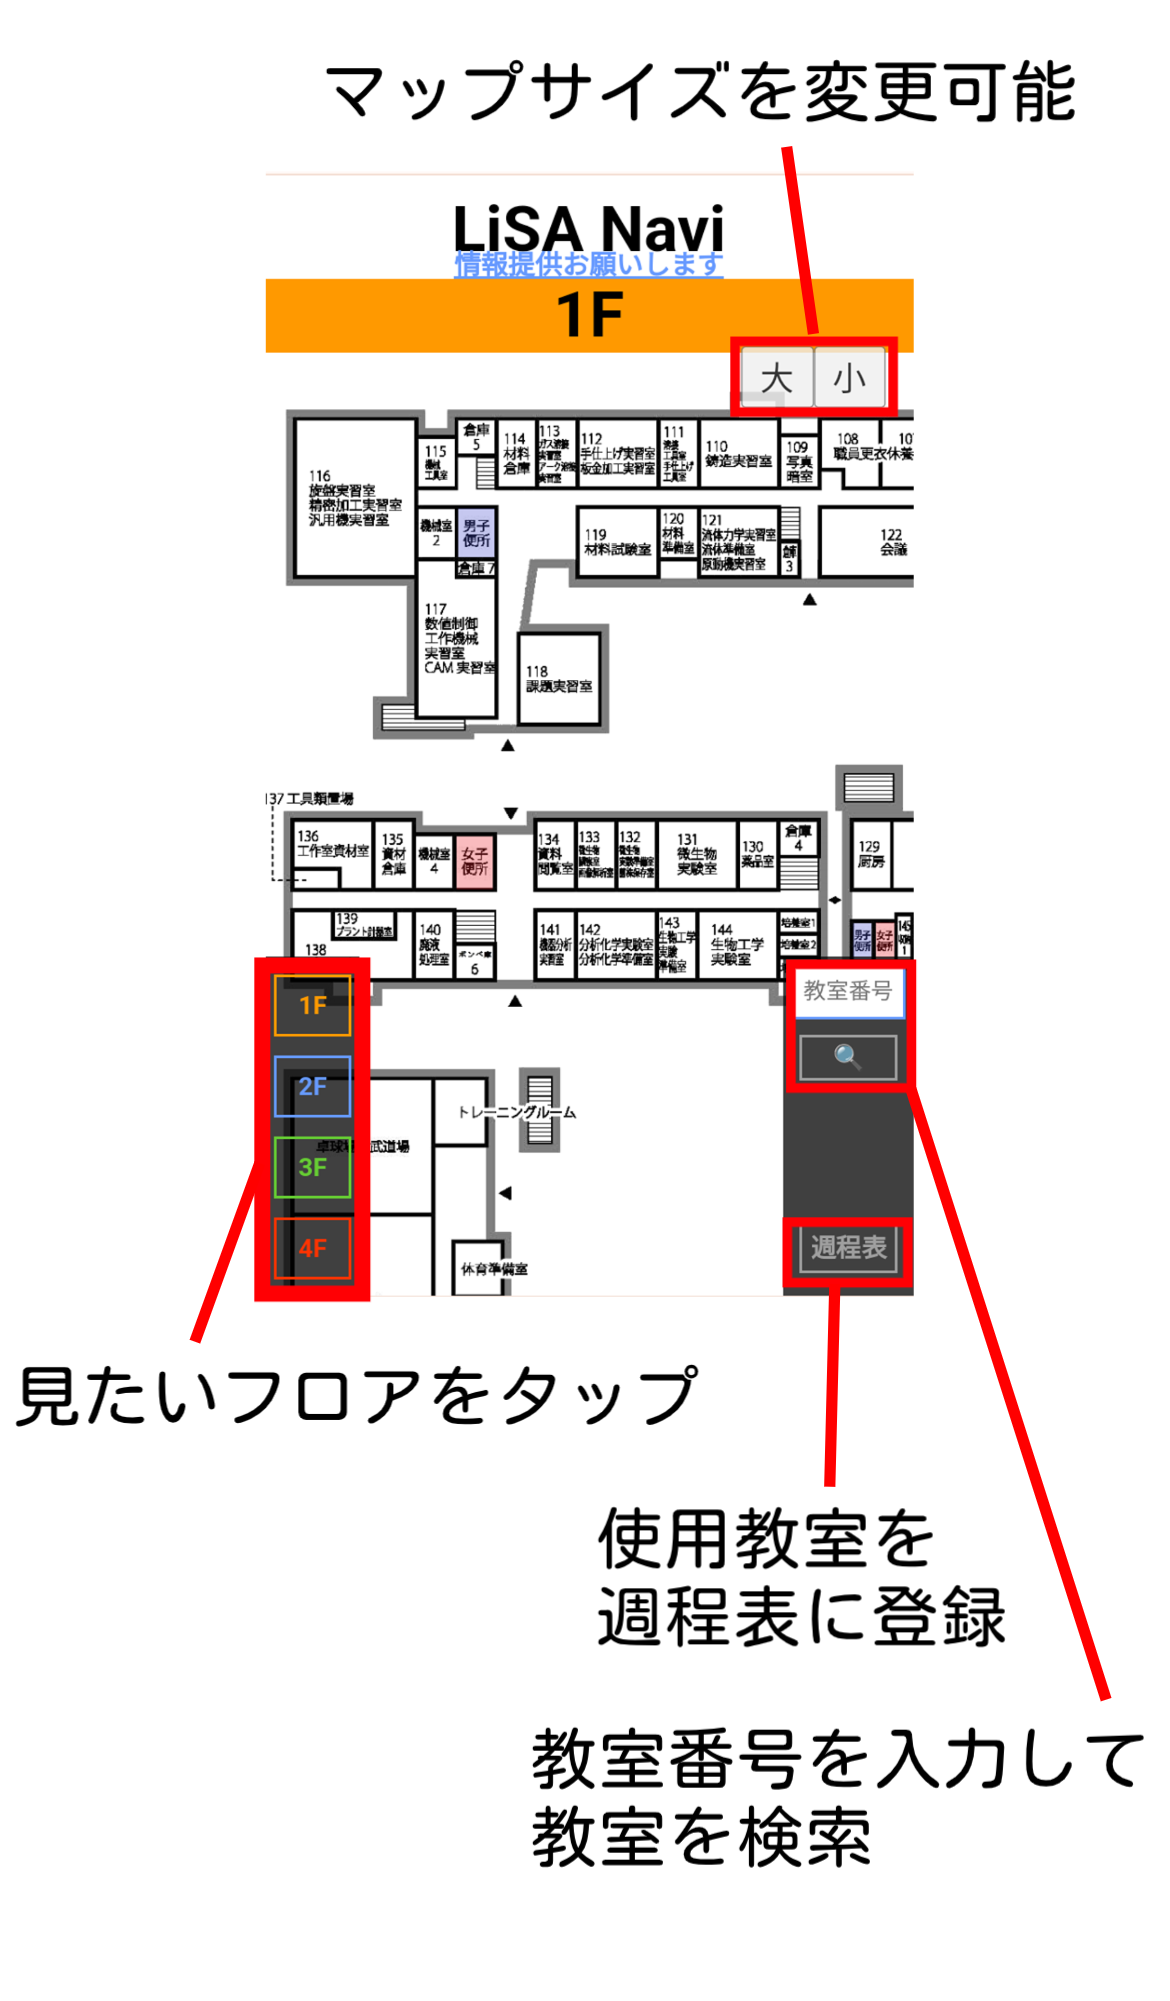 マップサイズを変更可能
LiSA Navi
情報提供お願いします
1F
大
小
116
旋盤実習室
精密加工実習室
汎用機実習室
115
機械
工具室
倉庫
5
114
材料
倉庫
113
ガス溶接
実習室
アーク溶接
実習室
112
手仕上げ実習室
板金加工実習室
111
溶接
工具室
手仕上げ
工具室
110
鋳造実習室
109
写真
暗室
108
職員更衣休養
機械室
2
男子
便所
倉庫7
119
材料試験室
120
材料
準備室
121
流体力学実習室
流体準備室
原動機実習室
倉庫
3
122
会議
117
数値制御
工作機械
実習室
CAM 実習室
118
課題実習室
137 工具類置場
136
工作室資材室
135
資材
倉庫
機械室
4
女子
便所
134
資料
閲覧室
133
132
131
微生物
実験室
130
薬品室
倉庫
4
129
厨房
138
139
プラント計器室
140
廃液
処理室
ボンベ庫
6
141
機器分析
実習室
142
分析化学実験室
分析化学準備室
143
生物工学
実験
準備室
144
生物工学
実験室
培養室1
培養室2
男子
便所
女子
便所
145
1F
2F
3F
4F
教室番号
トレーニングルーム
武道場
体育準備室
週程表
見たいフロアをタップ
使用教室を
週程表に登録
教室番号を入力して
教室を検索